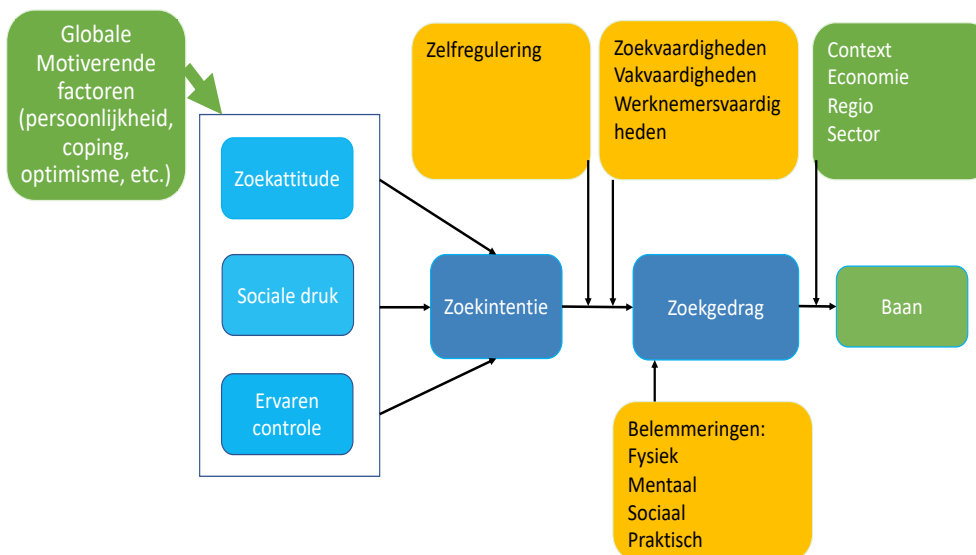 Globale
Motiverende
factoren
(persoonlijkheid,
coping,
optimisme, etc.)
Zelfregulering
Zoekvaardigheden
Vakvaardigheden
Werknemersvaardig
heden
Context
Economie
Regio
Sector
Zoekattitude
Sociale druk
Ervaren
controle
Zoekintentie
Zoekgedrag
Baan
Belemmeringen:
Fysiek
Mentaal
Sociaal
Praktisch